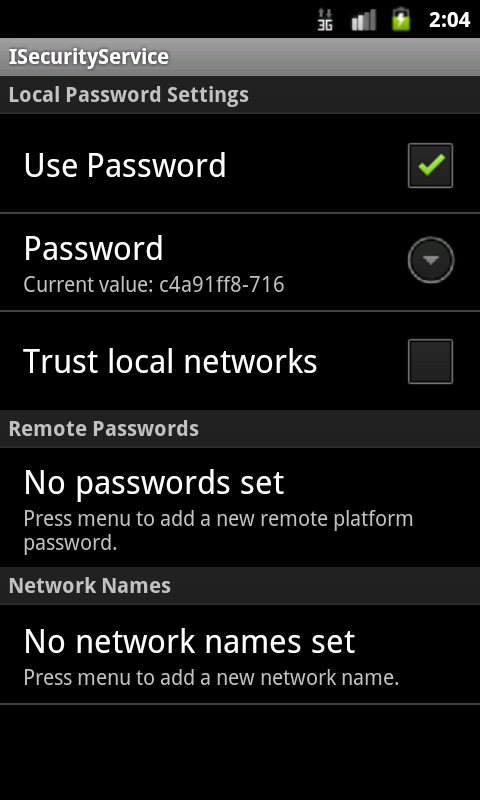 3G 2:04
ISecurityService
Local Password Settings
Use Password
Password
Current value: c4a91ff8-716
Trust local networks
Remote Passwords
No passwords set
Press menu to add a new remote platform
password.
Network Names
No network names set
Press menu to add a new network name.